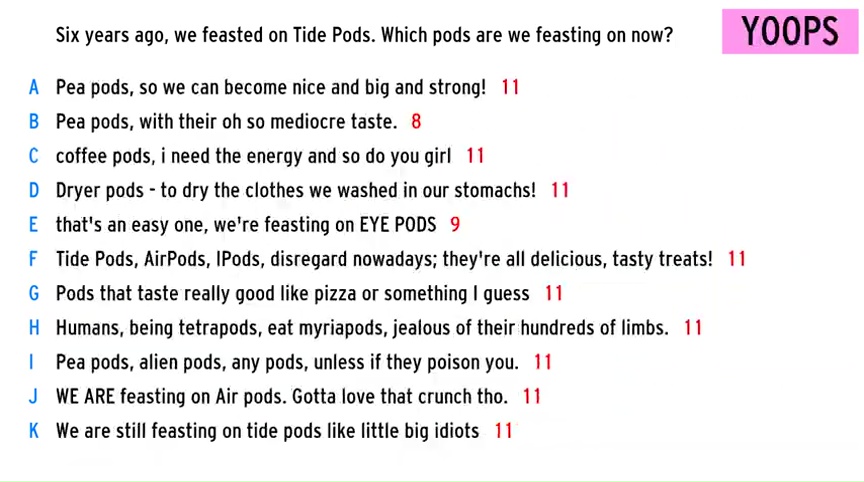 Six years ago, we feasted on Tide Pods. Which pods are we feasting on now?
YOOPS
A Pea pods, so we can become nice and big and strong! 11
B Pea pods, with their oh so mediocre taste. 8
C coffee pods, i need the energy and so do you girl 11
D Dryer pods - to dry the clothes we washed in our stomachs! 11
E that's an easy one, we're feasting on EYE PODS 9
F Tide Pods, AirPods, IPods, disregard nowadays; they're all delicious, tasty treats! 11
G Pods that taste really good like pizza or something I guess 11
H Humans, being tetrapods, eat myriapods, jealous of their hundreds of limbs. 11
I Pea pods, alien pods, any pods, unless if they poison you. 11
J WE ARE feasting on Air pods. Gotta love that crunch tho. 11
K We are still feasting on tide pods like little big idiots 11